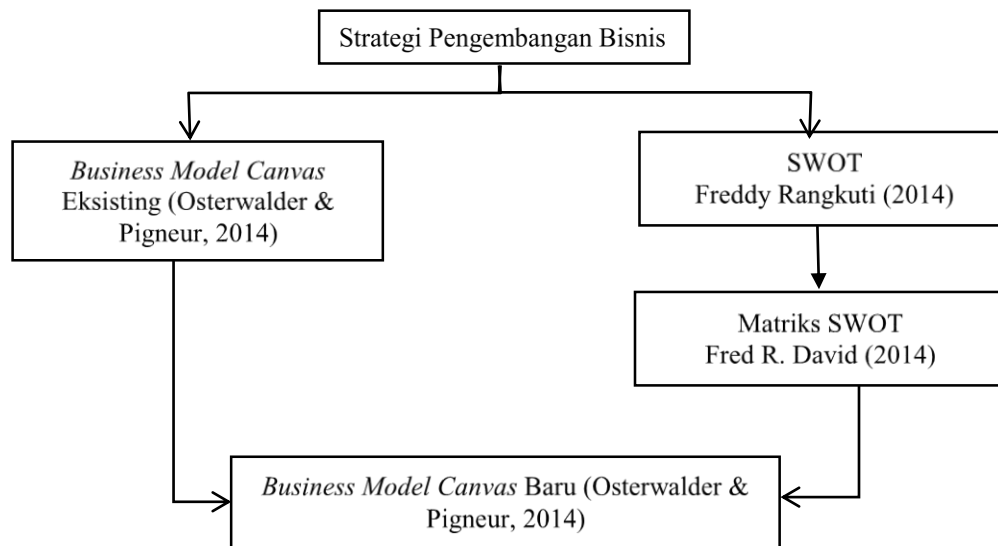 Strategi Pengembangan Bisnis
Business Model Canvas
Eksisting (Osterwalder &
Pigneur, 2014)
SWOT
Freddy Rangkuti (2014)
Matriks SWOT
Fred R. David (2014)
Business Model Canvas Baru (Osterwalder &
Pigneur, 2014)